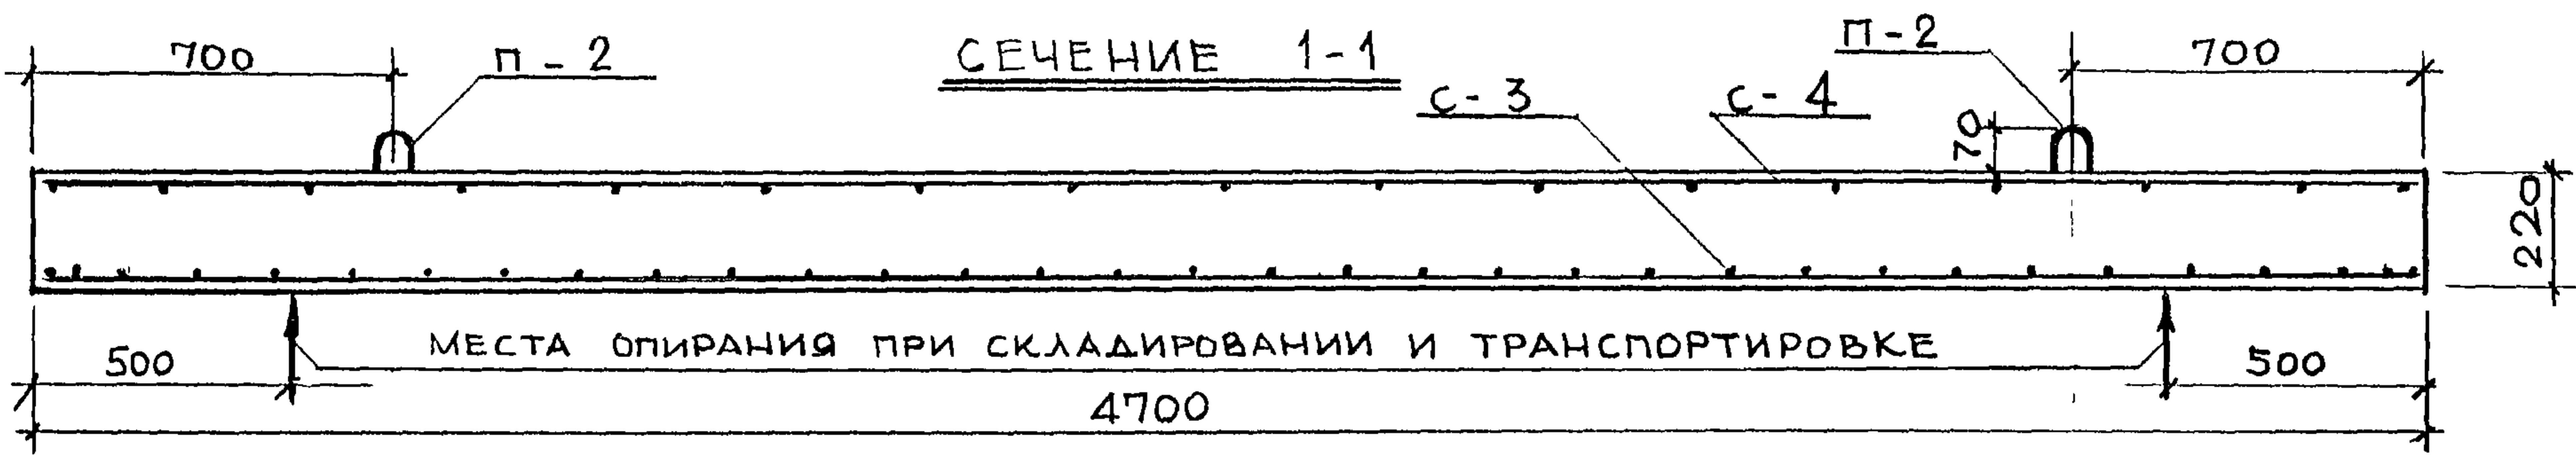 700
П - 2
СЕЧЕНИЕ 1-1
П - 2
700
С - 3
С - 4
70
220
МЕСТА ОПИРАНИЯ ПРИ СКЛАДИРОВАНИИ И ТРАНСПОРТИРОВКЕ
500
500
4700